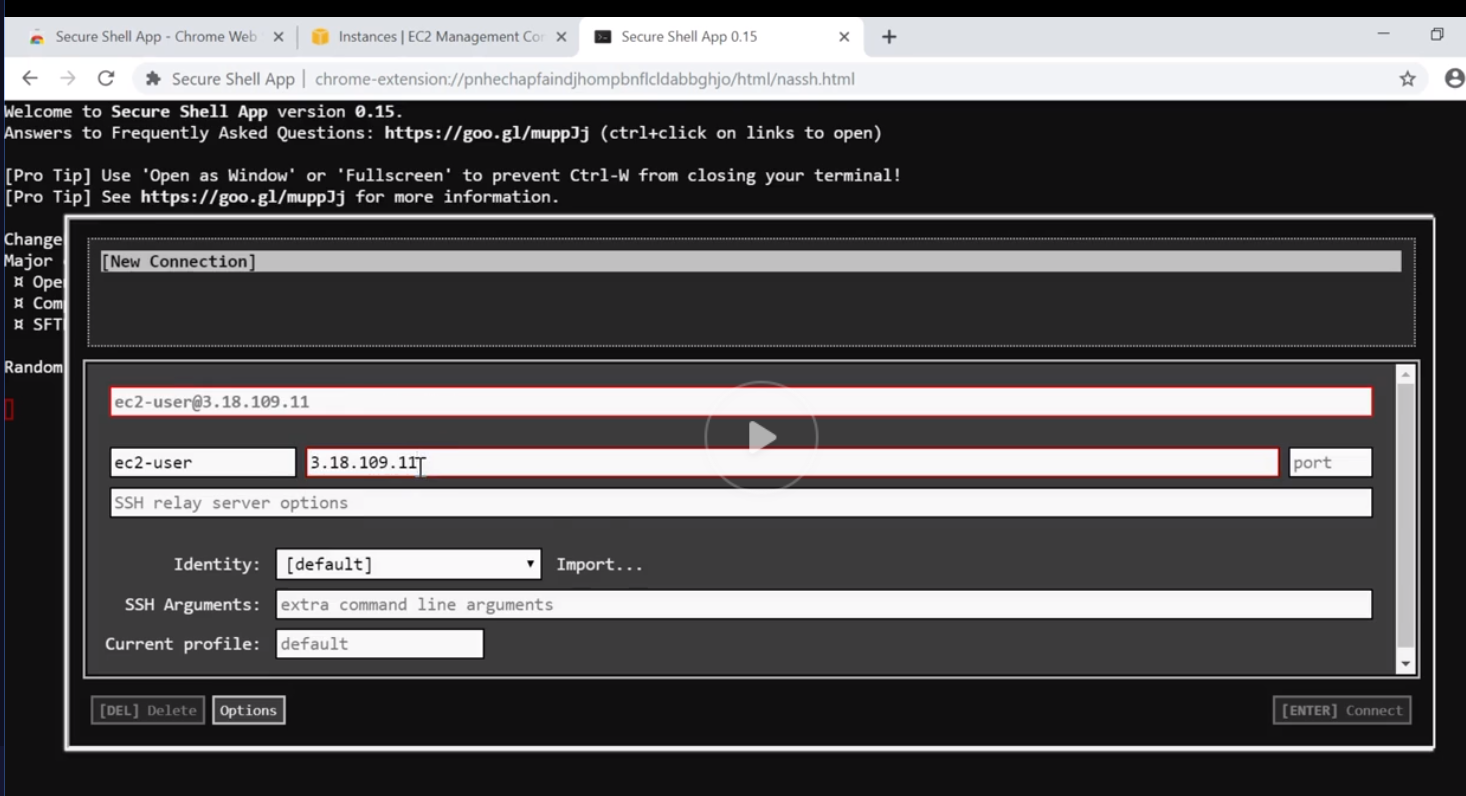 Secure Shell App - Chrome Web
Instances | EC2 Management Con
Secure Shell App 0.15
Secure Shell App | chrome-extension://pnhechapfaindjhompbnflcldabbghjo/html/nassh.html
Welcome to Secure Shell App version 0.15.
Answers to Frequently Asked Questions: https://goo.gl/muppJj (ctrl+click on links to open)
[Pro Tip] Use 'Open as Window' or 'Fullscreen' to prevent Ctrl-W from closing your terminal!
[Pro Tip] See https://goo.gl/muppJj for more information.
Change
Major
¤ Ope
¤ Com
¤ SFT
Random
[New Connection]
ec2-user@3.18.109.11
ec2-user 3.18.109.11 port
SSH relay server options
Identity: [default] Import...
SSH Arguments: extra command line arguments
Current profile: default
[DEL] Delete Options [ENTER] Connect